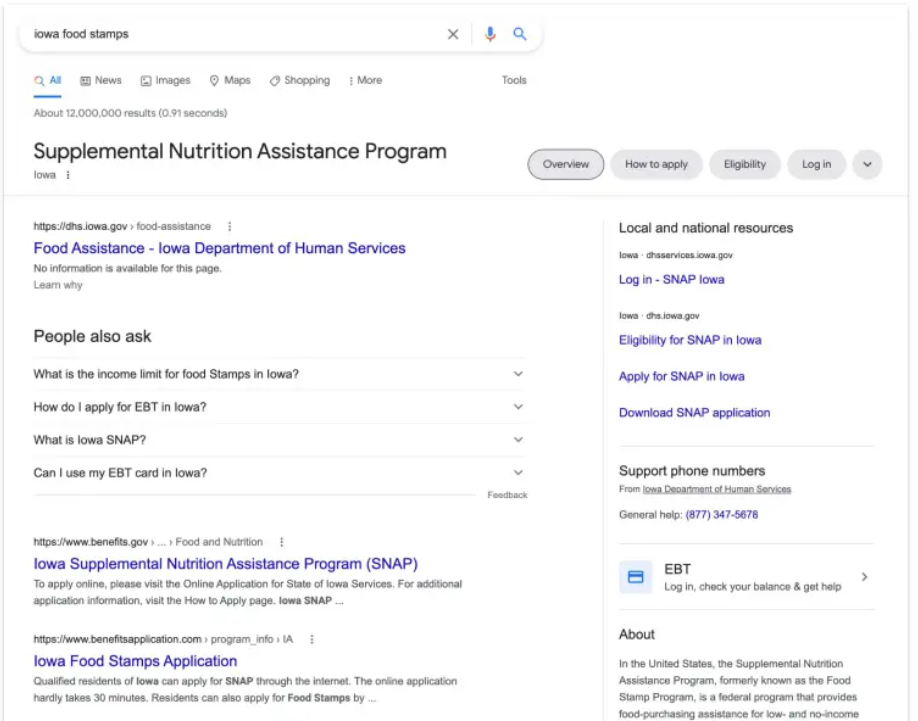 iowa food stamps
All News Images Maps Shopping More Tools
About 12,000,000 results (0.91 seconds)
Supplemental Nutrition Assistance Program
Iowa
Overview How to apply Eligibility Log in
https://dhs.iowa.gov › food-assistance
Food Assistance - Iowa Department of Human Services
No information is available for this page.
Learn why
People also ask
What is the income limit for food Stamps in Iowa?
How do I apply for EBT in Iowa?
What is Iowa SNAP?
Can I use my EBT card in Iowa?
Feedback
https://www.benefits.gov › ... › Food and Nutrition
Iowa Supplemental Nutrition Assistance Program (SNAP)
To apply online, please visit the Online Application for State of Iowa Services. For additional
application information, visit the How to Apply page. Iowa SNAP ...
https://www.benefitsapplication.com › program_info › IA
Iowa Food Stamps Application
Qualified residents of Iowa can apply for SNAP through the internet. The online application
hardly takes 30 minutes. Residents can also apply for Food Stamps by ...
Local and national resources
Iowa · dhsservices.iowa.gov
Log in - SNAP Iowa
Iowa · dhs.iowa.gov
Eligibility for SNAP in Iowa
Apply for SNAP in Iowa
Download SNAP application
Support phone numbers
From Iowa Department of Human Services
General help: (877) 347-5678
EBT
Log in, check your balance & get help
About
In the United States, the Supplemental Nutrition
Assistance Program, formerly known as the Food
Stamp Program, is a federal program that provides
food-purchasing assistance for low- and no-income